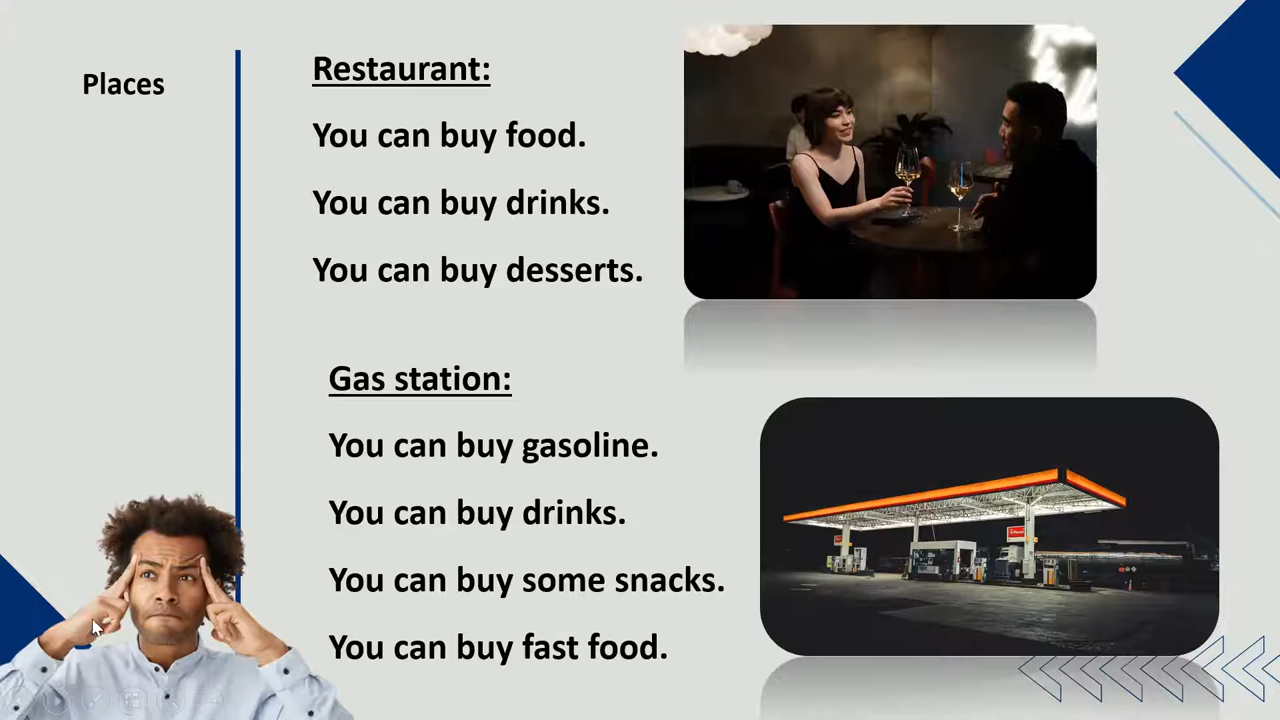 Places
Restaurant:
You can buy food.
You can buy drinks.
You can buy desserts.
Gas station:
You can buy gasoline.
You can buy drinks.
You can buy some snacks.
You can buy fast food.